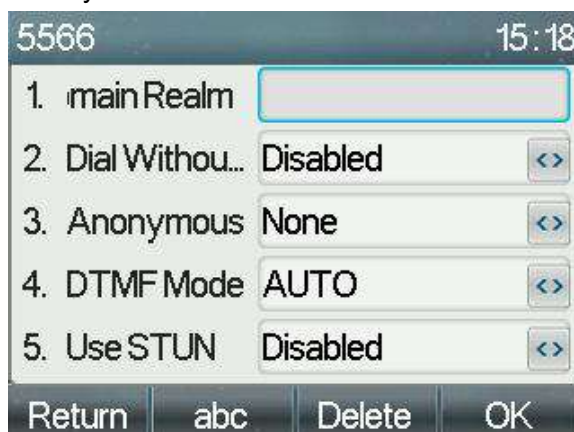 5566 15:18
1. main Realm
2. Dial Withou... Disabled <>
3. Anonymous None <>
4. DTMF Mode AUTO <>
5. Use STUN Disabled <>
Return abc Delete OK